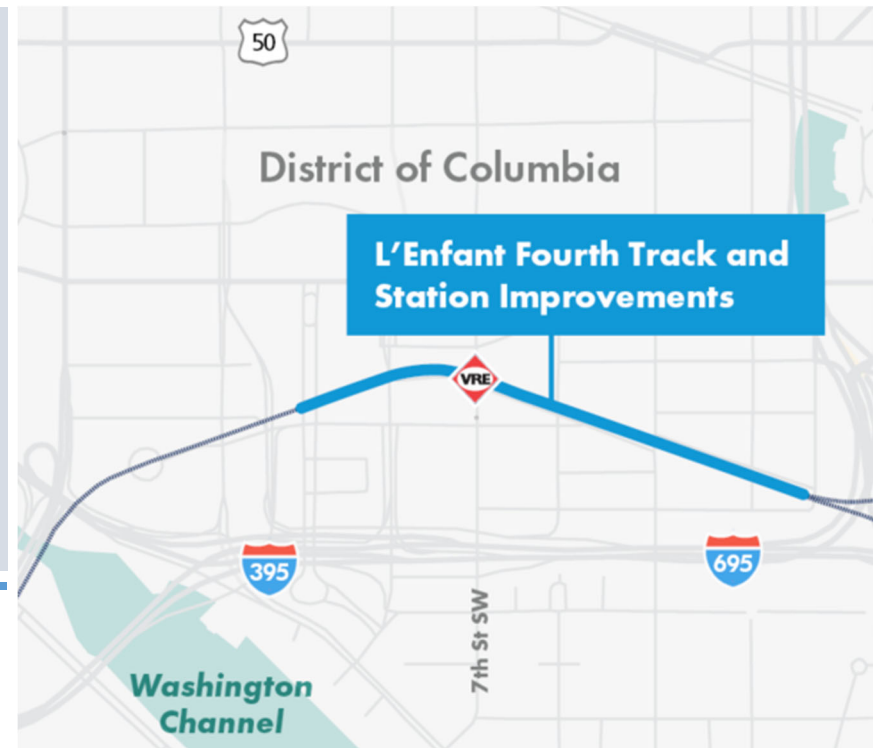 50
District of Columbia
L’Enfant Fourth Track and
Station Improvements
VRE
395
695
7th St SW
Washington
Channel